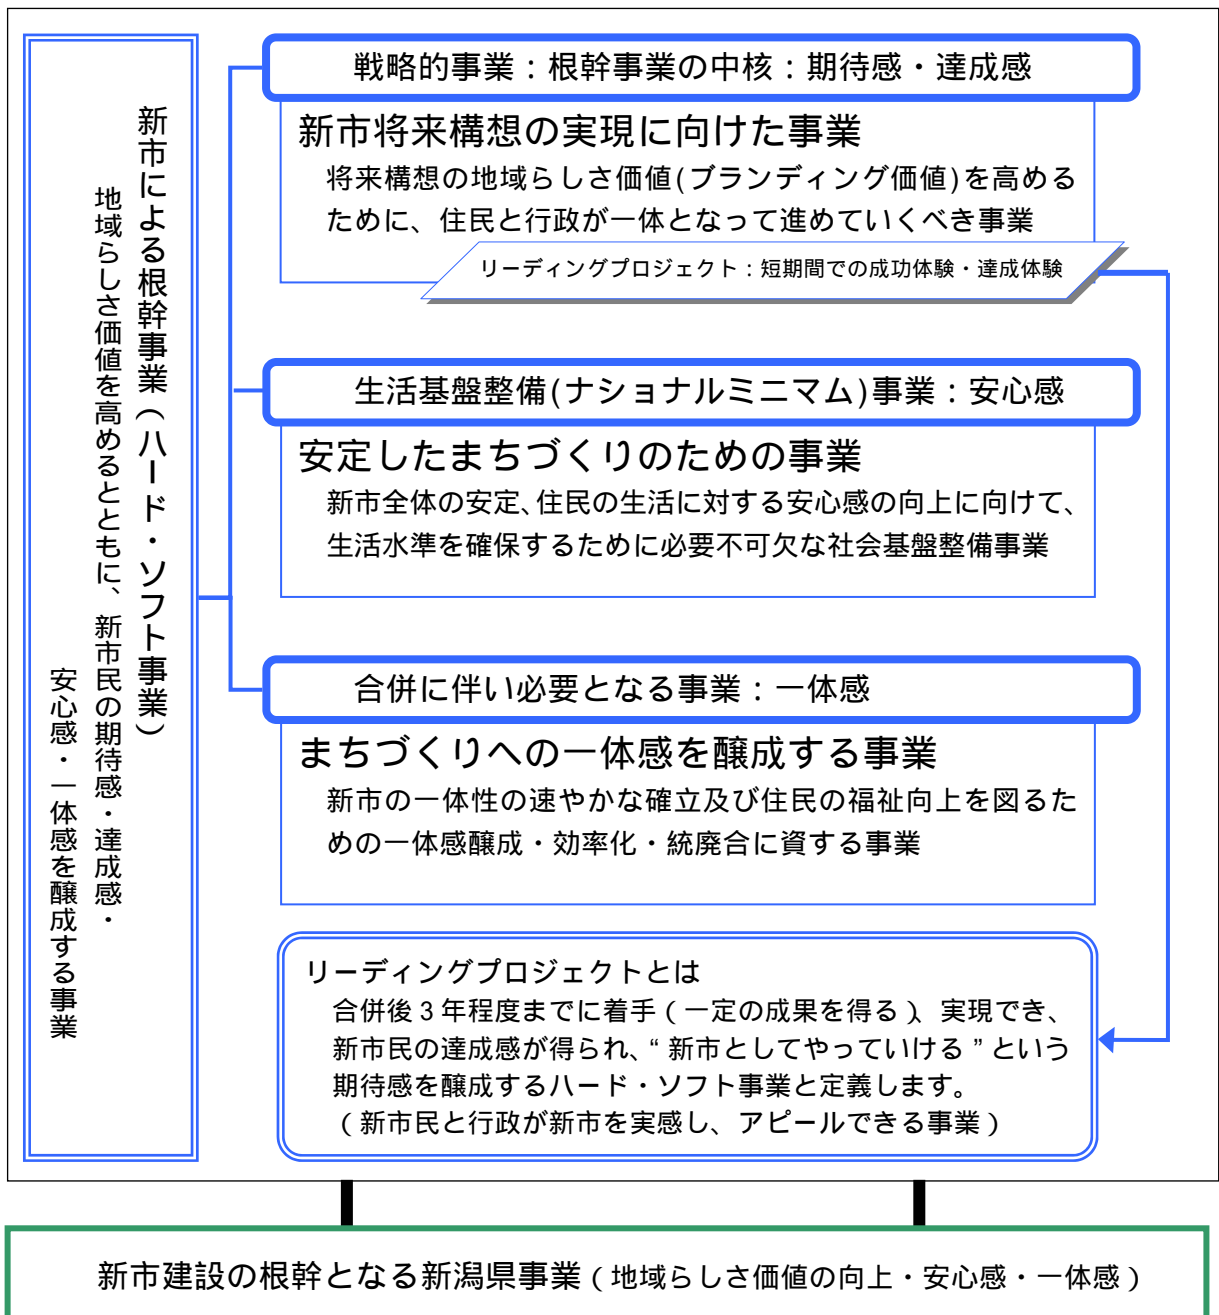 新市による根幹事業（ハード・ソフト事業）
地域らしさ価値を高めるとともに、新市民の期待感・達成感・
安心感・一体感を醸成する事業
戦略的事業：根幹事業の中核：期待感・達成感
新市将来構想の実現に向けた事業
将来構想の地域らしさ価値(ブランディング価値)を高める
ために、住民と行政が一体となって進めていくべき事業
リーディングプロジェクト：短期間での成功体験・達成体験
生活基盤整備(ナショナルミニマム)事業：安心感
安定したまちづくりのための事業
新市全体の安定、住民の生活に対する安心感の向上に向けて、
生活水準を確保するために必要不可欠な社会基盤整備事業
合併に伴い必要となる事業：一体感
まちづくりへの一体感を醸成する事業
新市の一体性の速やかな確立及び住民の福祉向上を図るた
めの一体感醸成・効率化・統廃合に資する事業
リーディングプロジェクトとは
合併後３年程度までに着手（一定の成果を得る）、実現でき、
新市民の達成感が得られ、“新市としてやっていける”という
期待感を醸成するハード・ソフト事業と定義します。
（新市民と行政が新市を実感し、アピールできる事業）
新市建設の根幹となる新潟県事業（地域らしさ価値の向上・安心感・一体感）